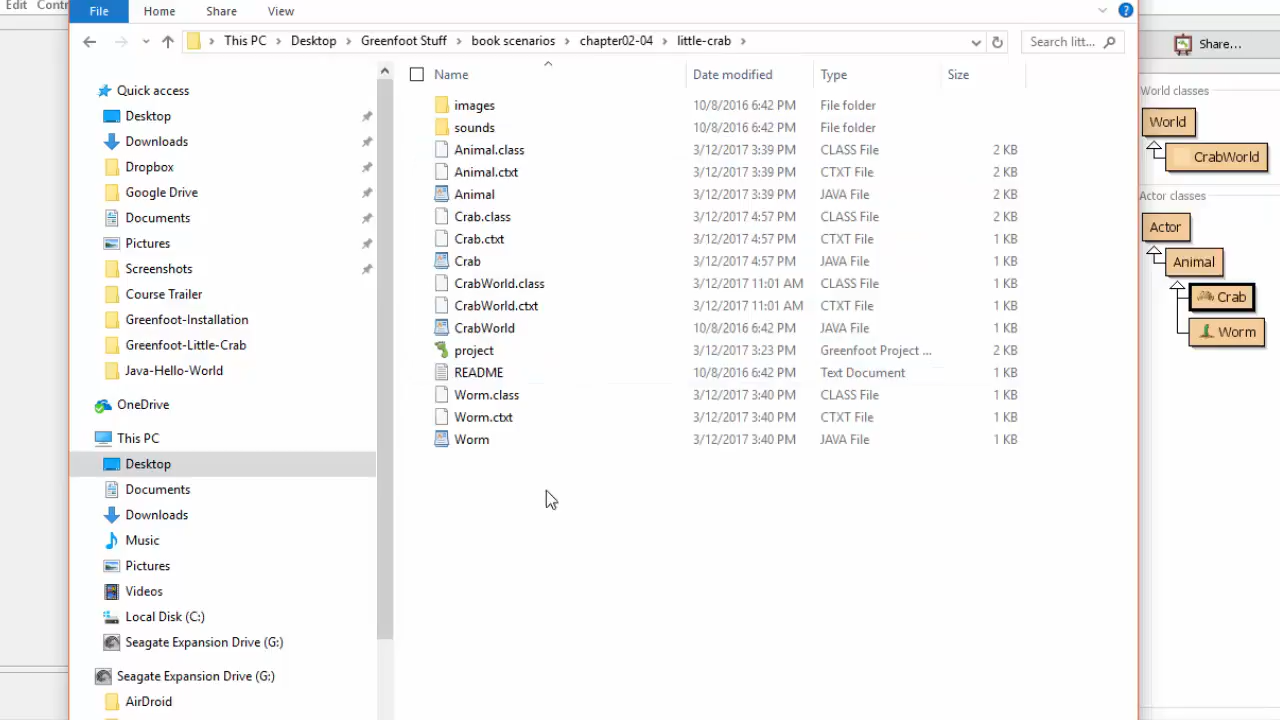 Edit Contr
File Home Share View
This PC Desktop Greenfoot Stuff book scenarios chapter02-04 little-crab Search litt...
Share...
Name Date modified Type Size
Quick access
Desktop
Downloads
Dropbox
Google Drive
Documents
Pictures
Screenshots
Course Trailer
Greenfoot-Installation
Greenfoot-Little-Crab
Java-Hello-World
OneDrive
This PC
Desktop
Documents
Downloads
Music
Pictures
Videos
Local Disk (C:)
Seagate Expansion Drive (G:)
Seagate Expansion Drive (G:)
AirDroid
images 10/8/2016 6:42 PM File folder
sounds 10/8/2016 6:42 PM File folder
Animal.class 3/12/2017 3:39 PM CLASS File 2 KB
Animal.ctxt 3/12/2017 3:39 PM CTXT File 2 KB
Animal 3/12/2017 3:39 PM JAVA File 2 KB
Crab.class 3/12/2017 4:57 PM CLASS File 2 KB
Crab.ctxt 3/12/2017 4:57 PM CTXT File 1 KB
Crab 3/12/2017 4:57 PM JAVA File 1 KB
CrabWorld.class 3/12/2017 11:01 AM CLASS File 1 KB
CrabWorld.ctxt 3/12/2017 11:01 AM CTXT File 1 KB
CrabWorld 10/8/2016 6:42 PM JAVA File 1 KB
project 3/12/2017 3:23 PM Greenfoot Project ... 2 KB
README 10/8/2016 6:42 PM Text Document 1 KB
Worm.class 3/12/2017 3:40 PM CLASS File 1 KB
Worm.ctxt 3/12/2017 3:40 PM CTXT File 1 KB
Worm 3/12/2017 3:40 PM JAVA File 1 KB
World classes
World
CrabWorld
Actor classes
Actor
Animal
Crab
Worm